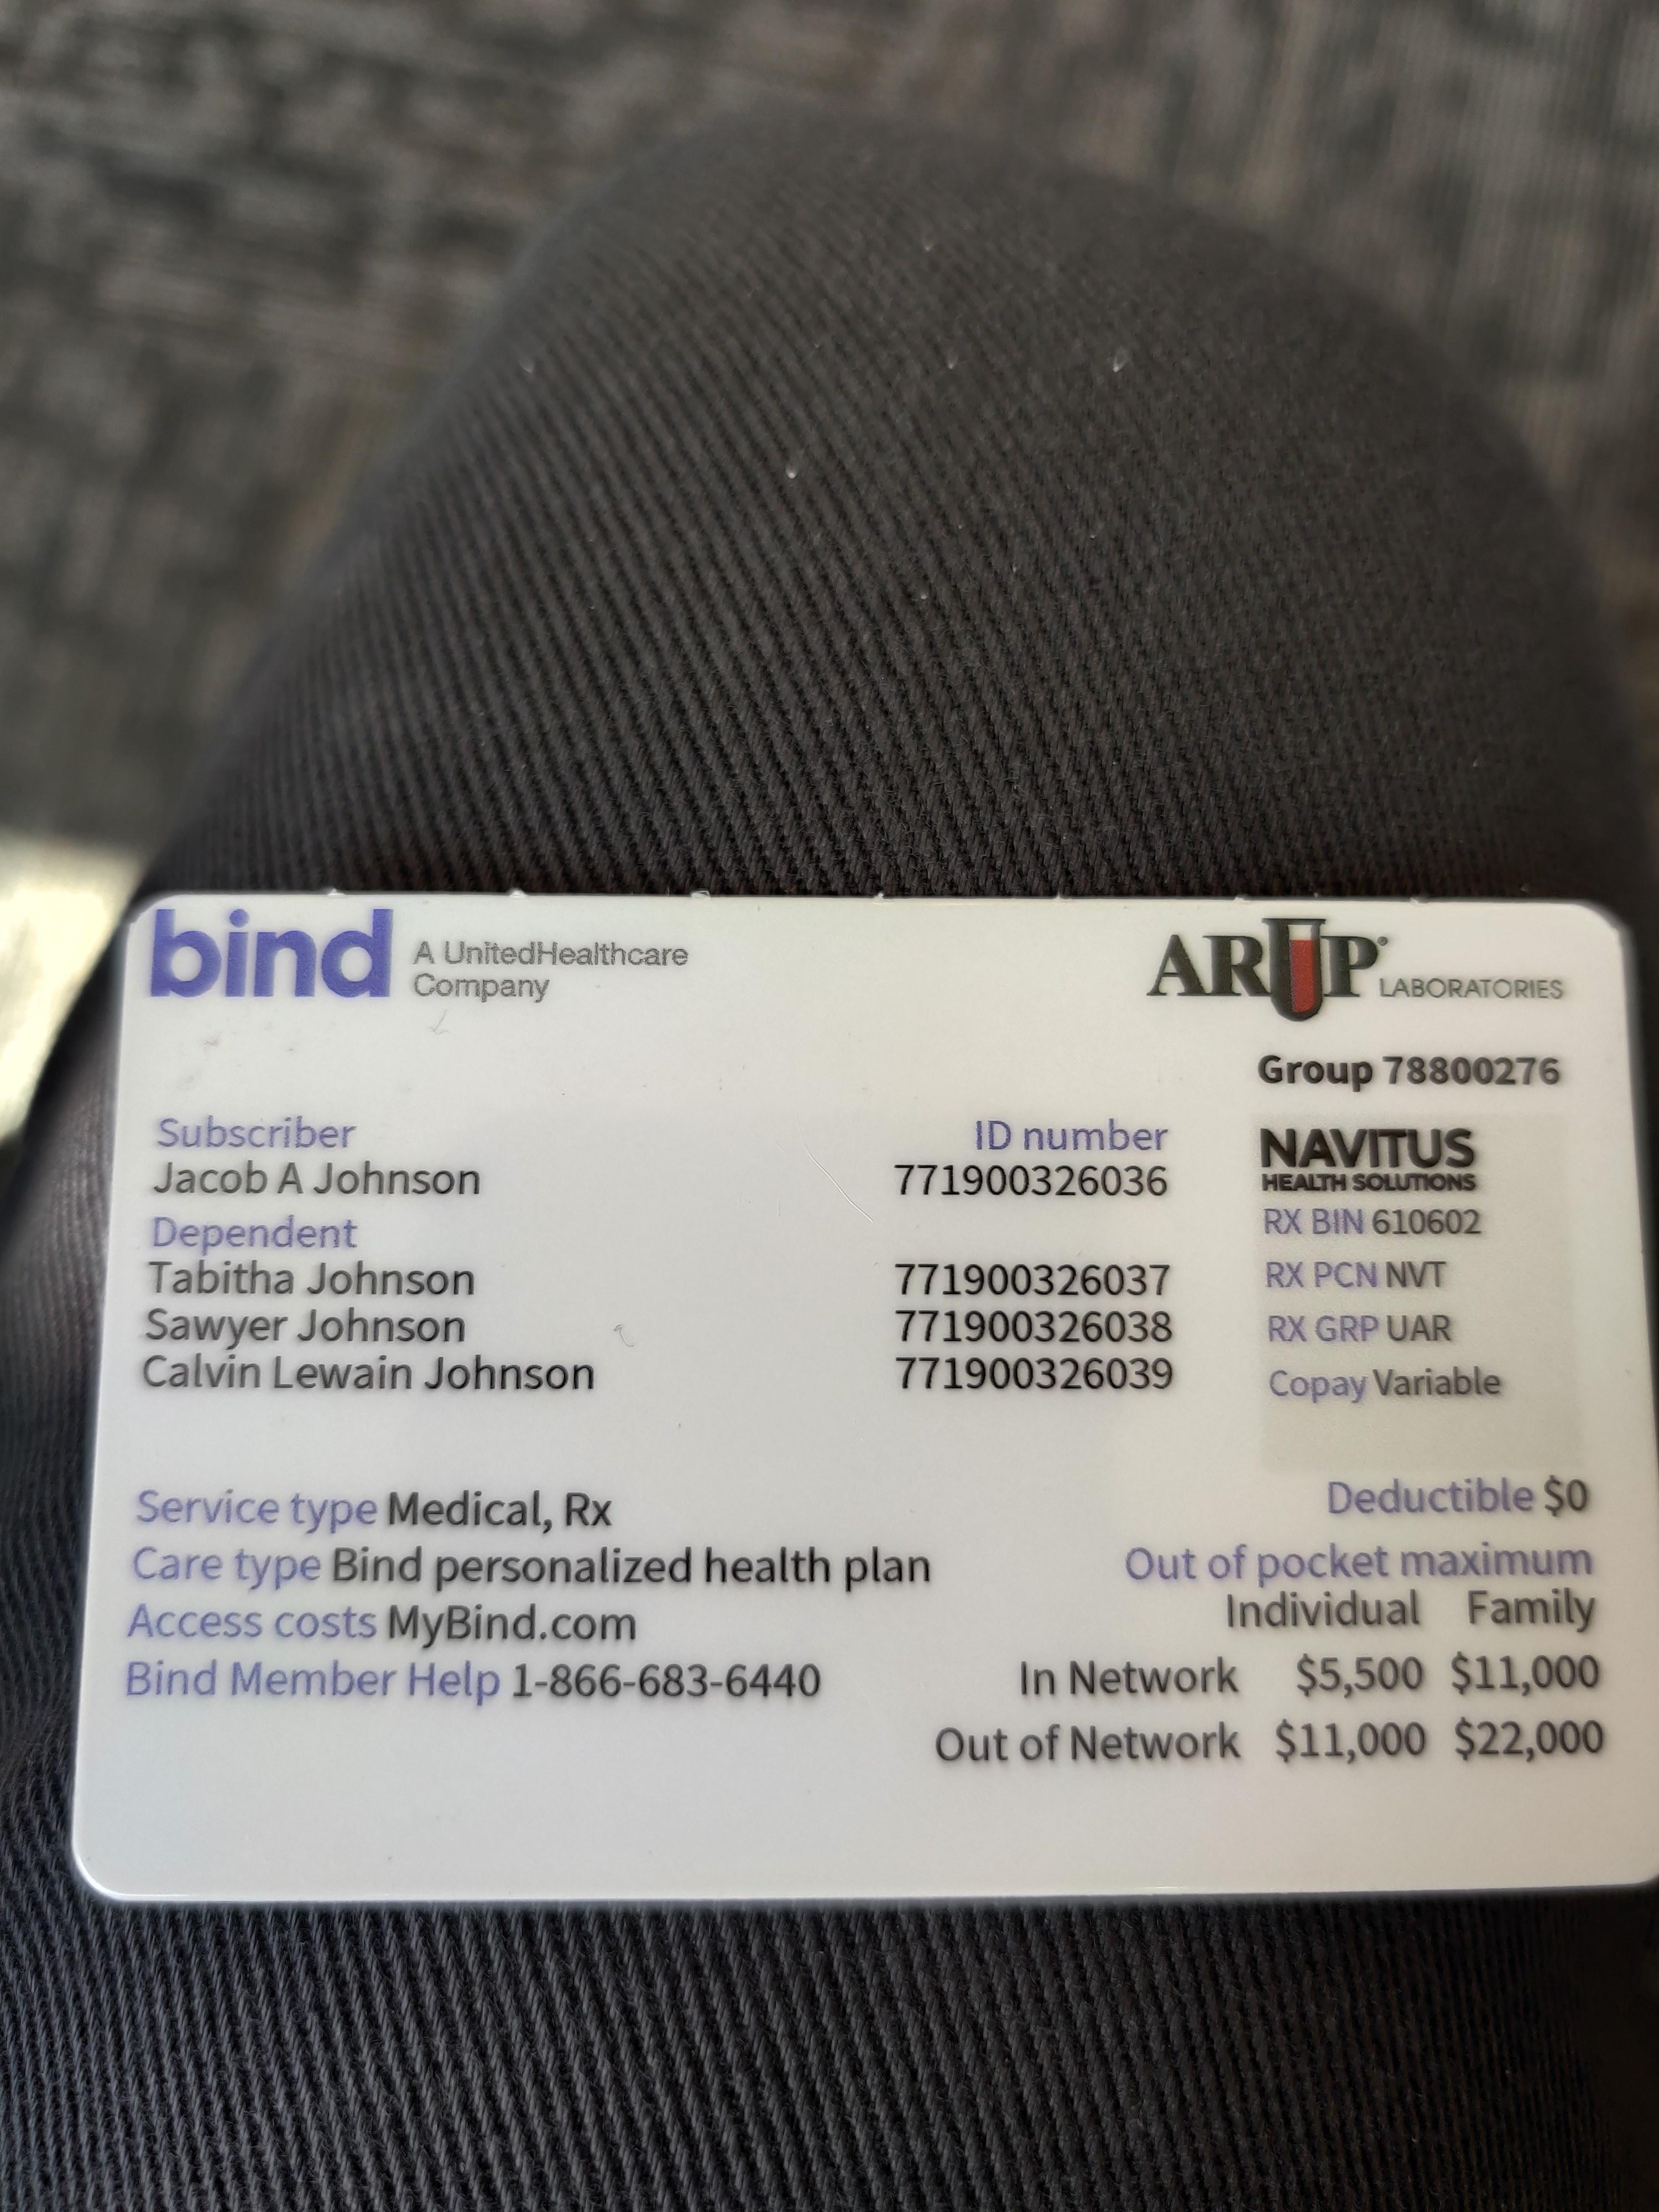 bind A UnitedHealthcare
Company
ARUP LABORATORIES
Group 78800276
Subscriber ID number
Jacob A Johnson 771900326036
Dependent
Tabitha Johnson 771900326037
Sawyer Johnson 771900326038
Calvin Lewain Johnson 771900326039
NAVITUS
HEALTH SOLUTIONS
RX BIN 610602
RX PCN NVT
RX GRP UAR
Copay Variable
Service type Medical, Rx
Care type Bind personalized health plan
Access costs MyBind.com
Bind Member Help 1-866-683-6440
Deductible $0
Out of pocket maximum
Individual Family
In Network $5,500 $11,000
Out of Network $11,000 $22,000